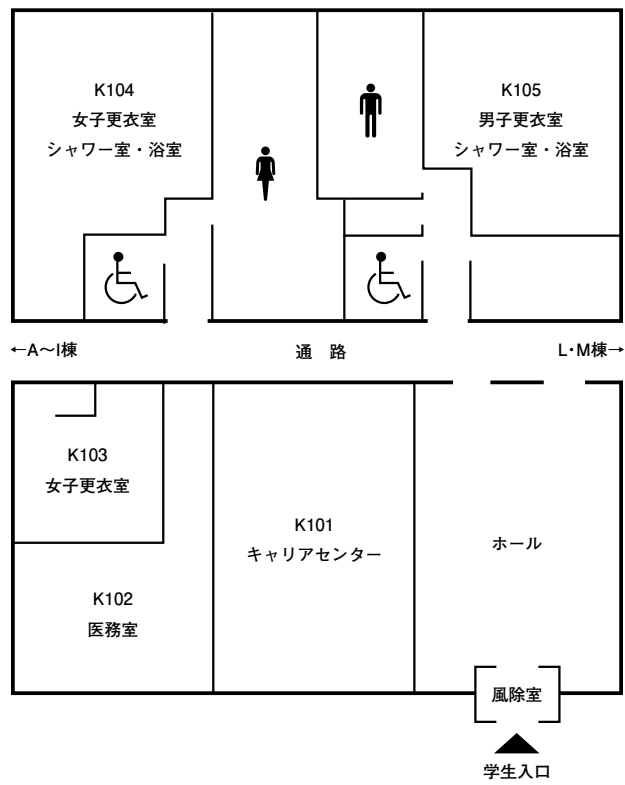 K104
女子更衣室
シャワー室・浴室
K105
男子更衣室
シャワー室・浴室
←A〜I棟
通 路
L・M棟→
K103
女子更衣室
K101
キャリアセンター
ホール
K102
医務室
風除室
学生入口